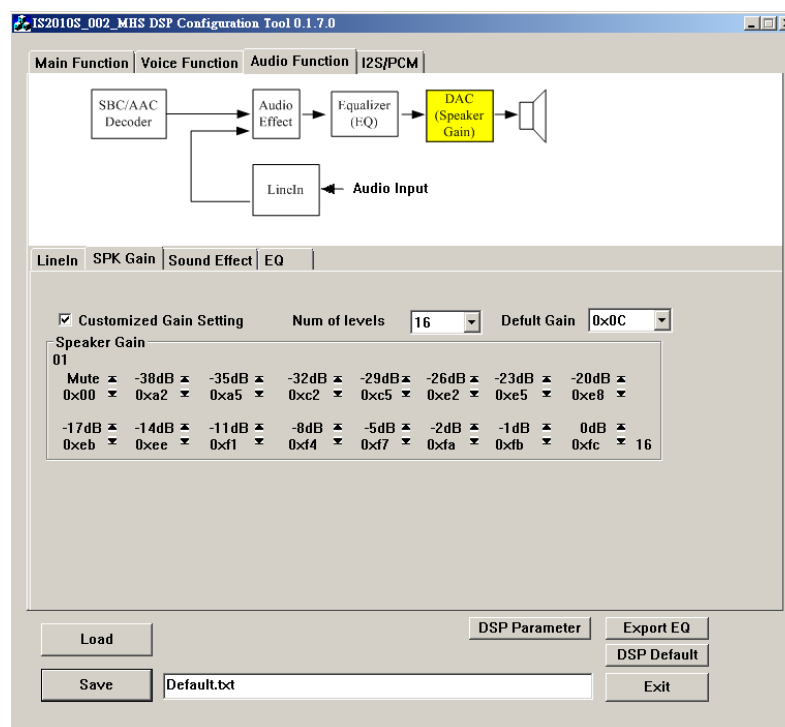 IS2010S_002_MHS DSP Configuration Tool 0.1.7.0
Main Function Voice Function Audio Function I2S/PCM
SBC/AAC
Decoder
Audio
Effect
Equalizer
(EQ)
DAC
(Speaker
Gain)
LineIn
Audio Input
LineIn SPK Gain Sound Effect EQ
Customized Gain Setting Num of levels 16 Defult Gain 0x0C
Speaker Gain
01
Mute -38dB -35dB -32dB -29dB -26dB -23dB -20dB
0x00 0xa2 0xa5 0xc2 0xc5 0xe2 0xe5 0xe8
-17dB -14dB -11dB -8dB -5dB -2dB -1dB 0dB
0xeb 0xee 0xf1 0xf4 0xf7 0xfa 0xfb 0xfc 16
Load
DSP Parameter
Export EQ
DSP Default
Save
Default.txt
Exit